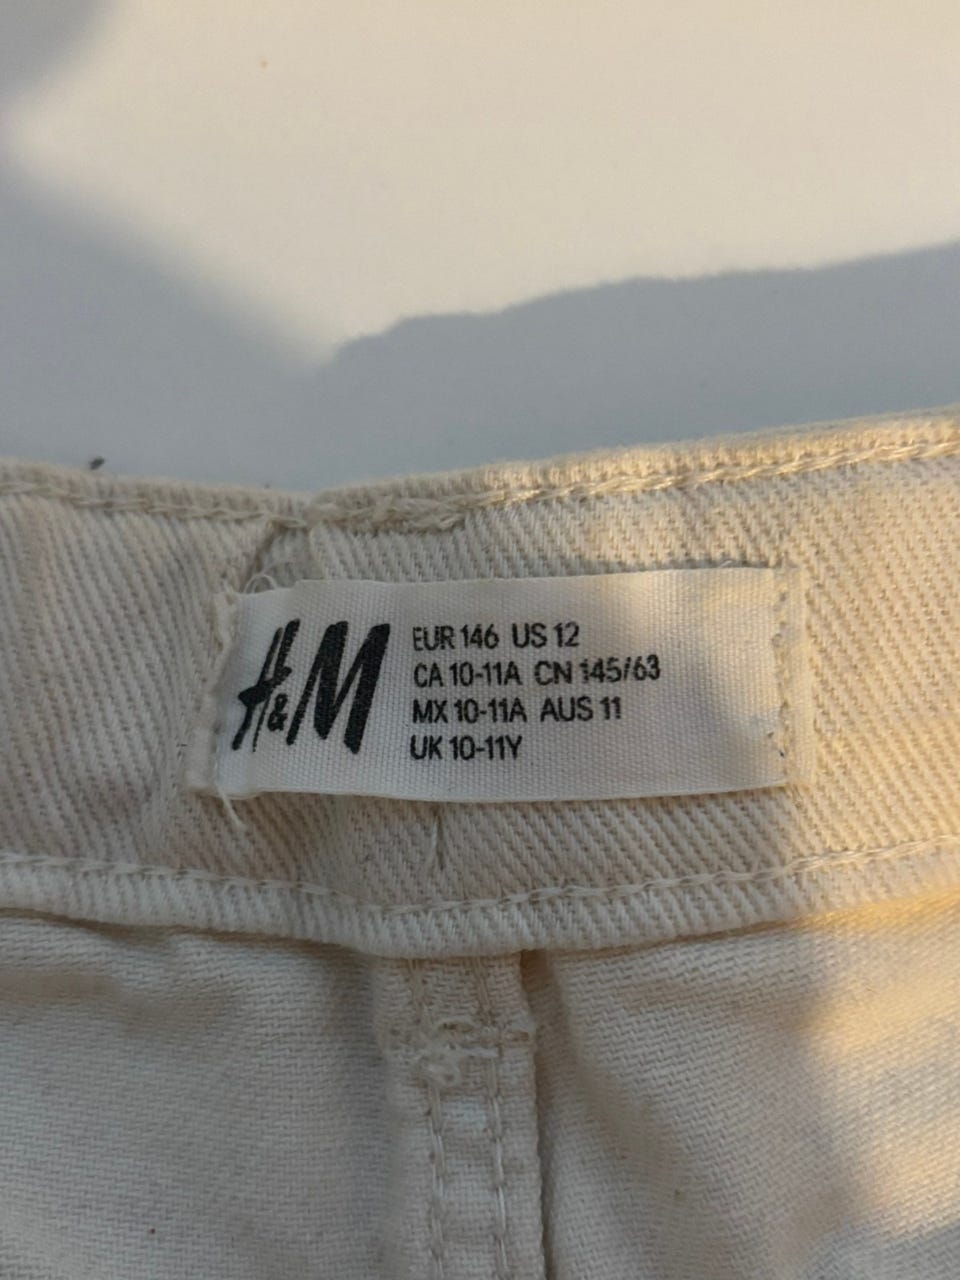 H&M
EUR 146 US 12
CA 10-11A CN 145/63
MX 10-11A AUS 11
UK 10-11Y